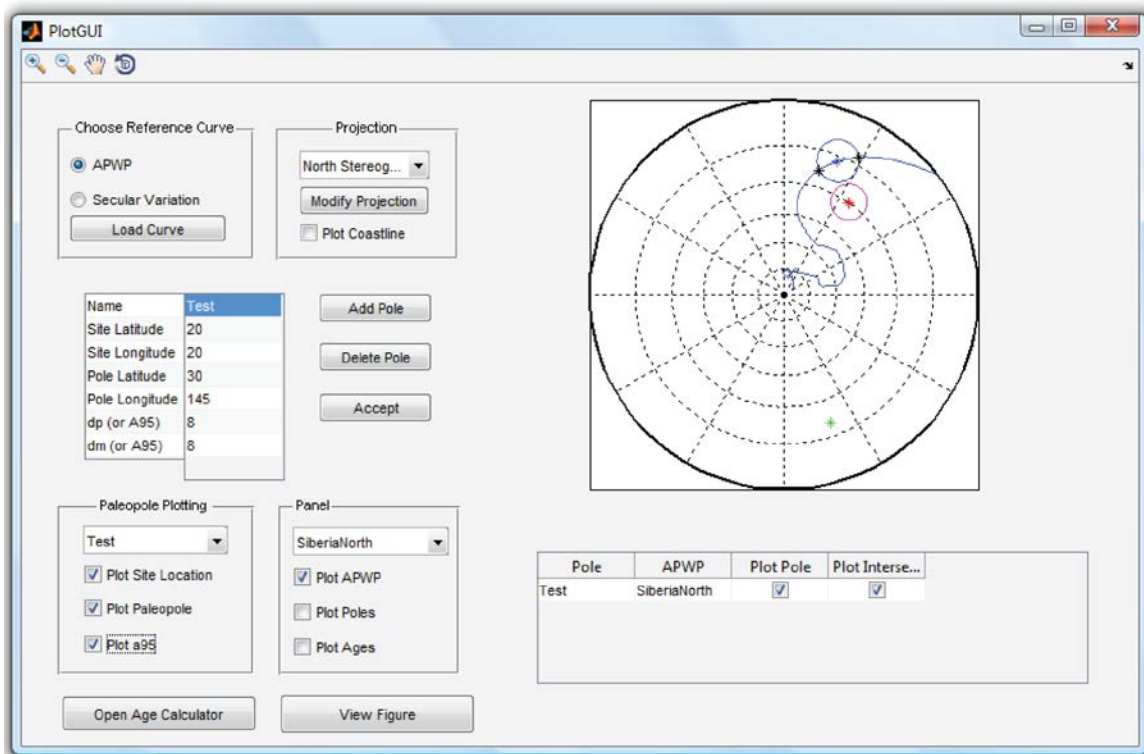 PlotGUI
Choose Reference Curve
APWP
Secular Variation
Load Curve
Projection
North Stereog...
Modify Projection
Plot Coastline
Name Test
Site Latitude 20
Site Longitude 20
Pole Latitude 30
Pole Longitude 145
dp (or A95) 8
dm (or A95) 8
Add Pole
Delete Pole
Accept
Paleopole Plotting
Test
Plot Site Location
Plot Paleopole
Plot a95
Panel
SiberiaNorth
Plot APWP
Plot Poles
Plot Ages
Open Age Calculator
View Figure
Pole APWP Plot Pole Plot Interse...
Test SiberiaNorth